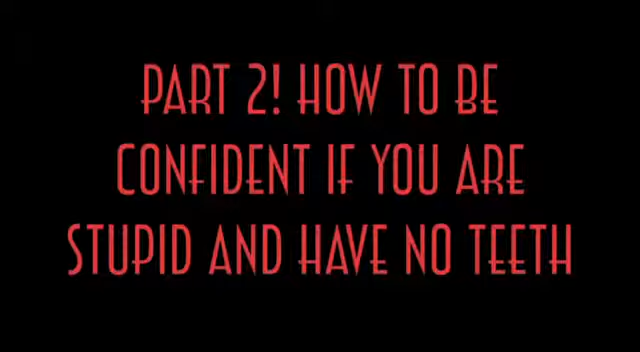 PART 2! HOW TO BE
CONFIDENT IF YOU ARE
STUPID AND HAVE NO TEETH